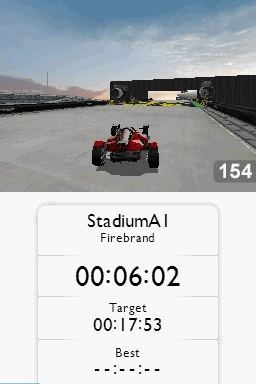 154
StadiumA1
Firebrand
00:06:02
Target
00:17:53
Best
--:--:--